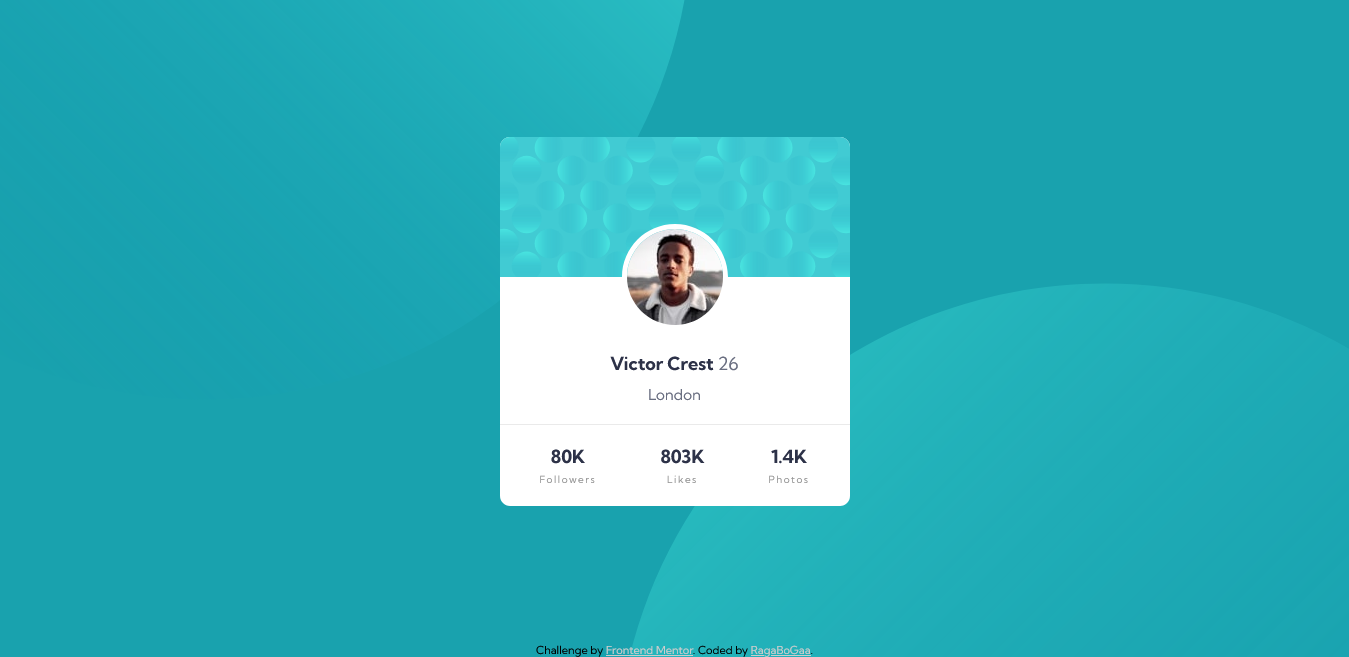 Victor Crest 26
London
80K 803K 1.4K
Followers Likes Photos
Challenge by Frontend Mentor. Coded by RagaBoGaa.